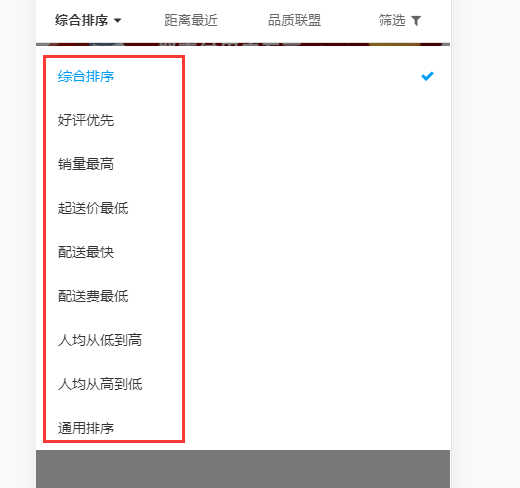 综合排序 距离最近 品质联盟 筛选
综合排序
好评优先
销量最高
起送价最低
配送最快
配送费最低
人均从低到高
人均从高到低
通用排序